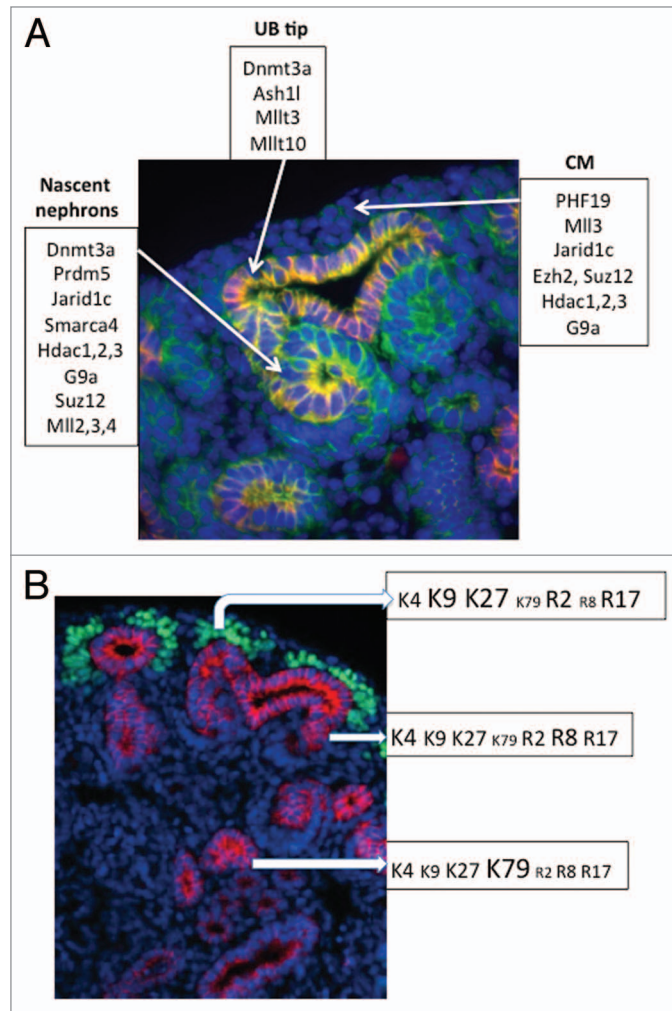 A
UB tip
Dnmt3a
Ash1l
Mllt3
Mllt10
Nascent
nephrons
Dnmt3a
Prdm5
Jarid1c
Smarca4
Hdac1,2,3
G9a
Suz12
Mll2,3,4
CM
PHF19
Mll3
Jarid1c
Ezh2, Suz12
Hdac1,2,3
G9a
B
K4 K9 K27 K79 R2 R8 R17
K4 K9 K27 K79 R2 R8 R17
K4 K9 K27 K79 R2 R8 R17